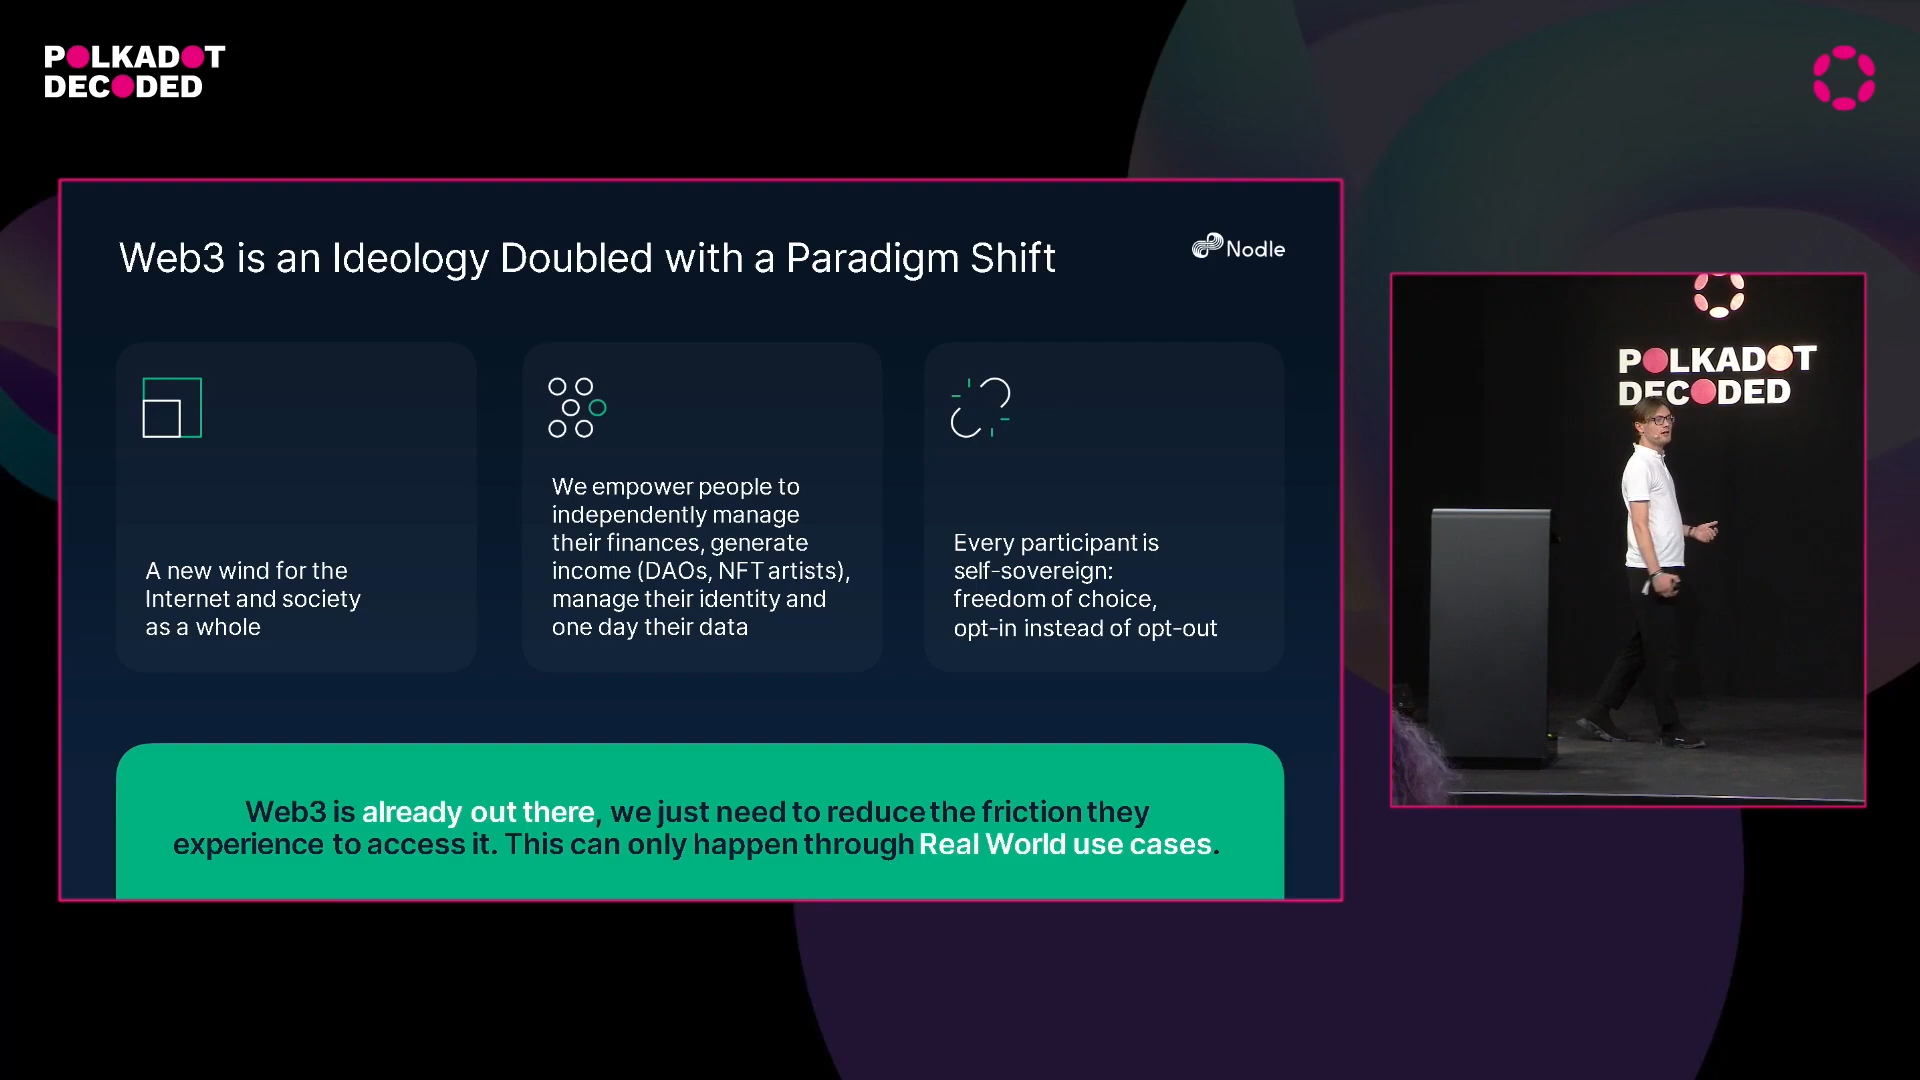 POLKADOT
DECODED
Web3 is an Ideology Doubled with a Paradigm Shift
Nodle
A new wind for the
Internet and society
as a whole
We empower people to
independently manage
their finances, generate
income (DAOs, NFT artists),
manage their identity and
one day their data
Every participant is
self-sovereign:
freedom of choice,
opt-in instead of opt-out
Web3 is already out there, we just need to reduce the friction they
experience to access it. This can only happen through Real World use cases.
POLKADOT
DECODED